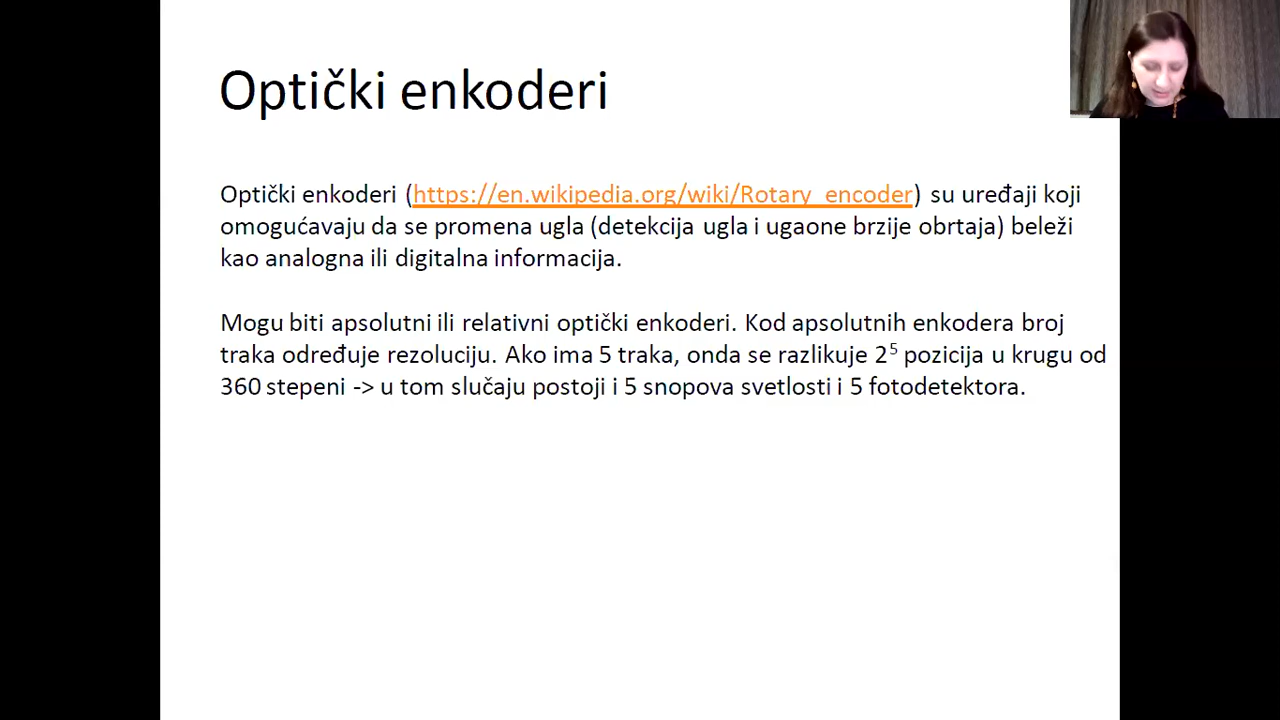 Optički enkoderi
Optički enkoderi (https://en.wikipedia.org/wiki/Rotary_encoder) su uređaji koji
omogućavaju da se promena ugla (detekcija ugla i ugaone brzije obrtaja) beleži
kao analogna ili digitalna informacija.
Mogu biti apsolutni ili relativni optički enkoderi. Kod apsolutnih enkodera broj
traka određuje rezoluciju. Ako ima 5 traka, onda se razlikuje 2⁵ pozicija u krugu od
360 stepeni -> u tom slučaju postoji i 5 snopova svetlosti i 5 fotodetektora.